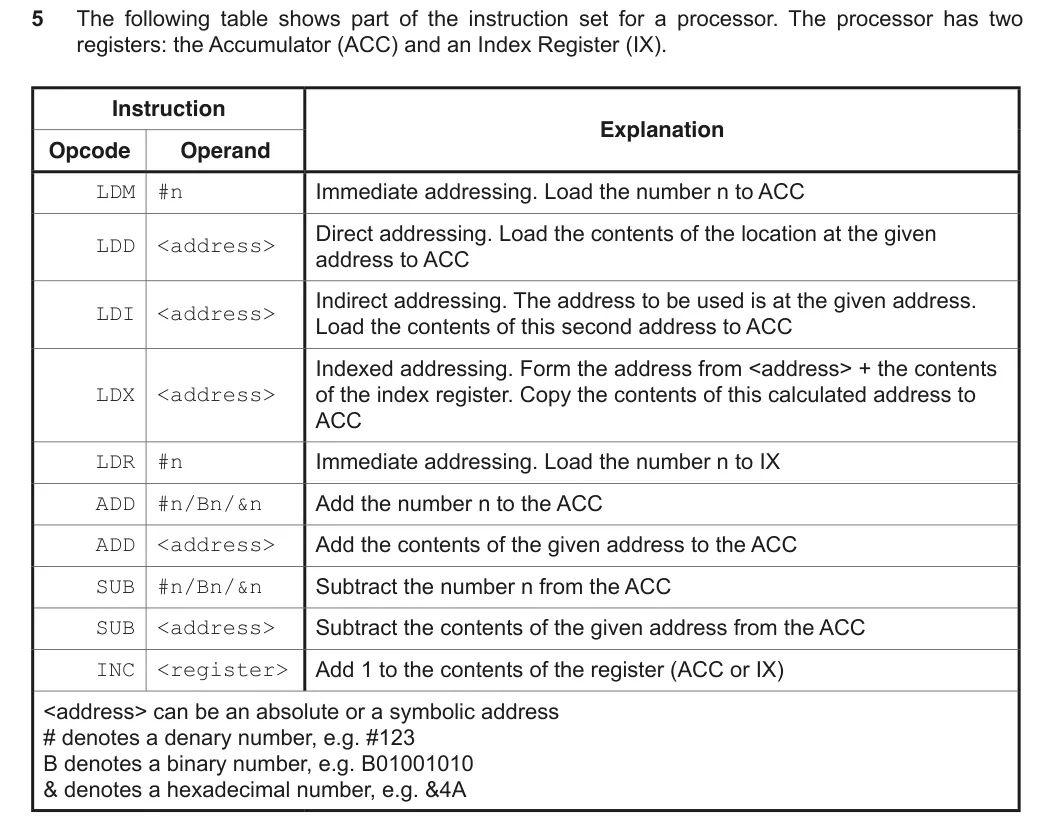 5 The following table shows part of the instruction set for a processor. The processor has two
registers: the Accumulator (ACC) and an Index Register (IX).
Instruction
Explanation
Opcode Operand
LDM #n Immediate addressing. Load the number n to ACC
LDD <address> Direct addressing. Load the contents of the location at the given
address to ACC
LDI <address> Indirect addressing. The address to be used is at the given address.
Load the contents of this second address to ACC
LDX <address> Indexed addressing. Form the address from <address> + the contents
of the index register. Copy the contents of this calculated address to
ACC
LDR #n Immediate addressing. Load the number n to IX
ADD #n/Bn/&n Add the number n to the ACC
ADD <address> Add the contents of the given address to the ACC
SUB #n/Bn/&n Subtract the number n from the ACC
SUB <address> Subtract the contents of the given address from the ACC
INC <register> Add 1 to the contents of the register (ACC or IX)
<address> can be an absolute or a symbolic address
# denotes a denary number, e.g. #123
B denotes a binary number, e.g. B01001010
& denotes a hexadecimal number, e.g. &4A